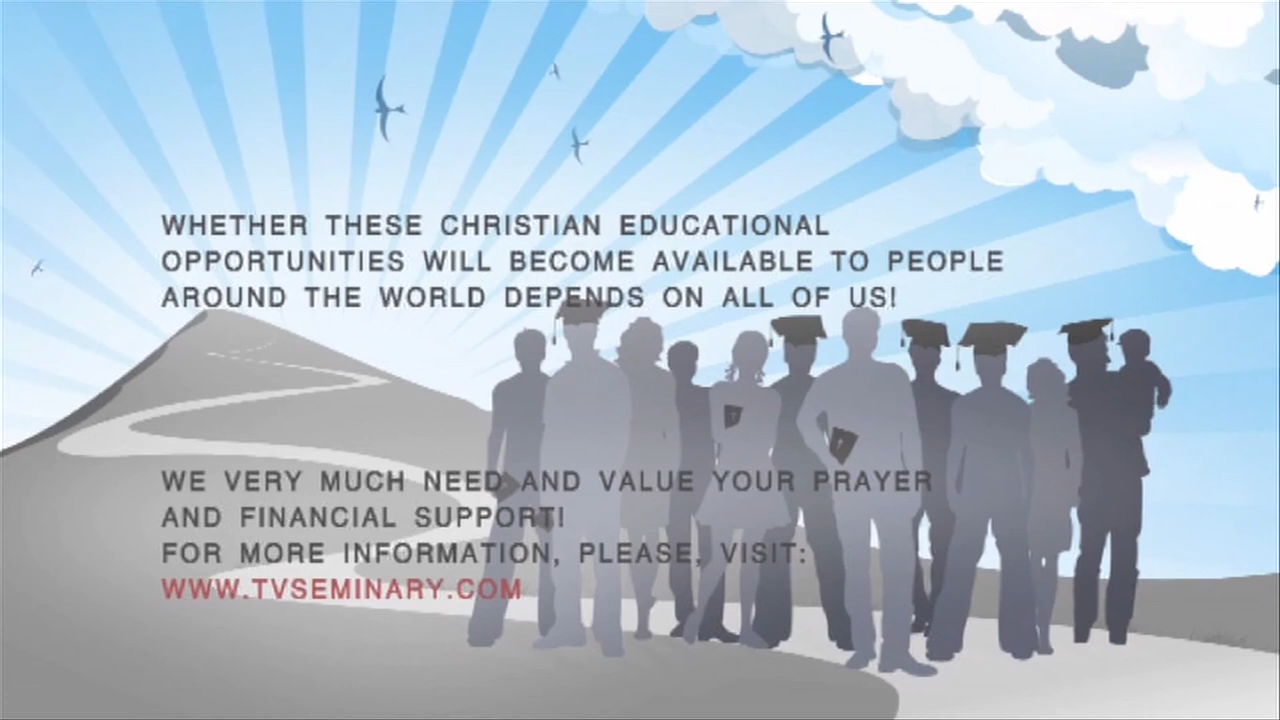 WHETHER THESE CHRISTIAN EDUCATIONAL
OPPORTUNITIES WILL BECOME AVAILABLE TO PEOPLE
AROUND THE WORLD DEPENDS ON ALL OF US!
WE VERY MUCH NEED AND VALUE YOUR PRAYER
AND FINANCIAL SUPPORT!
FOR MORE INFORMATION, PLEASE, VISIT:
WWW.TVSEMINARY.COM